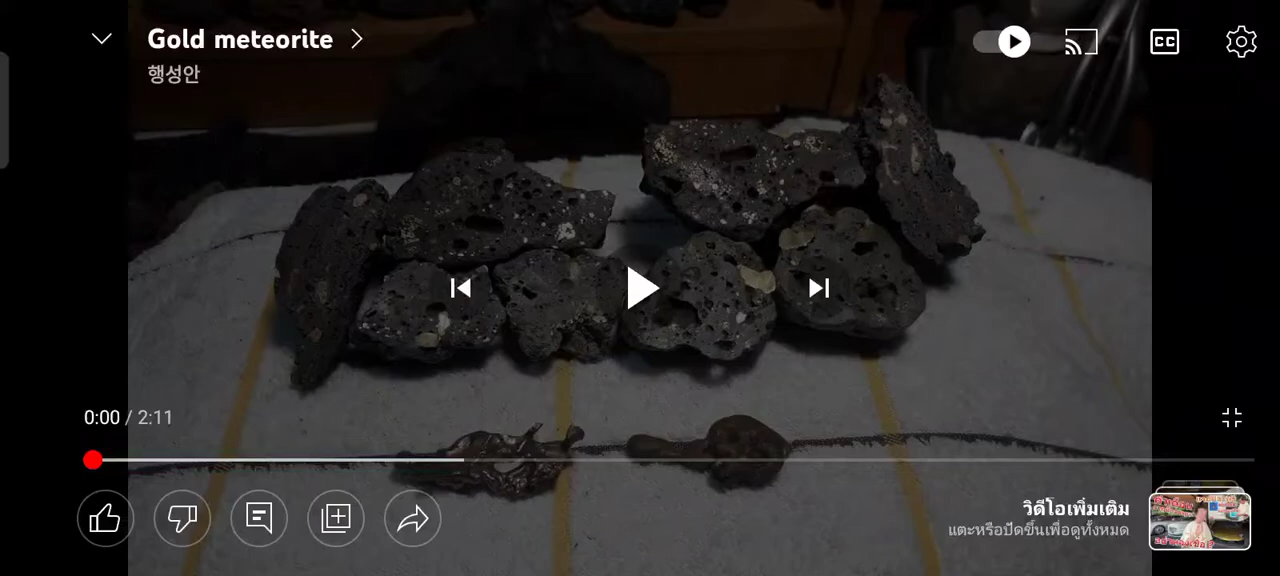 Gold meteorite
행성안
CC
0:00 / 2:11
วิดีโอเพิ่มเติม
แตะหรือปัดขึ้นเพื่อดูทั้งหมด